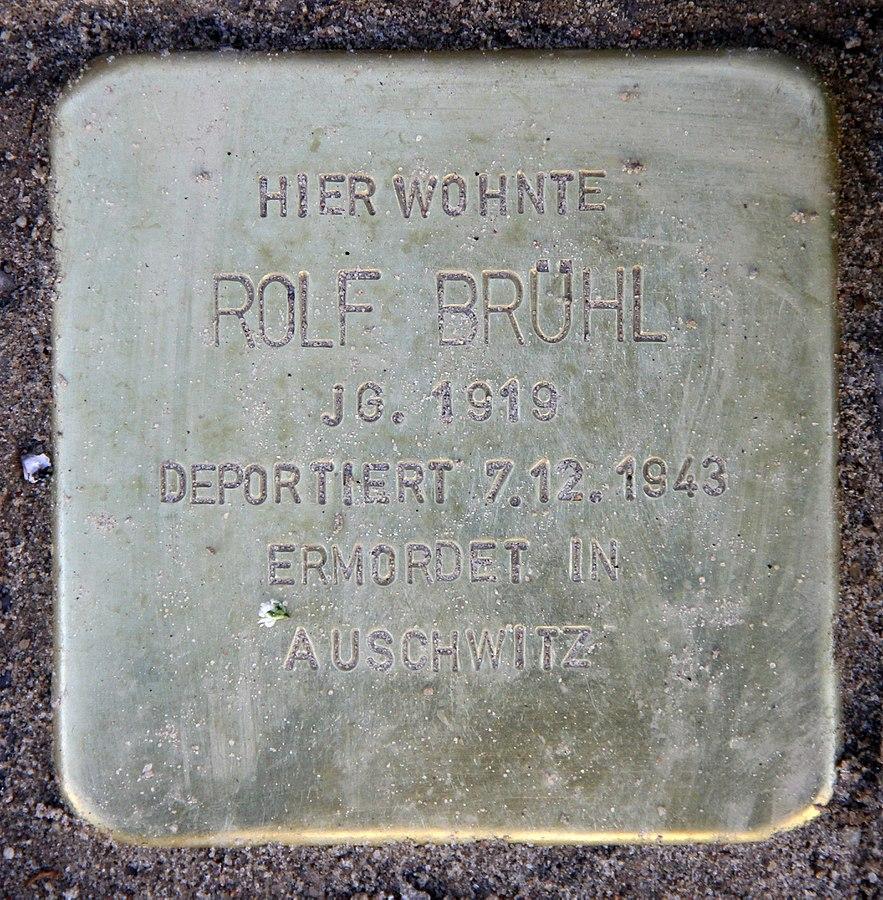 HIER WOHNTE
ROLF BRÜHL
JG. 1919
DEPORTIERT 7.12.1943
ERMORDET IN
AUSCHWITZ